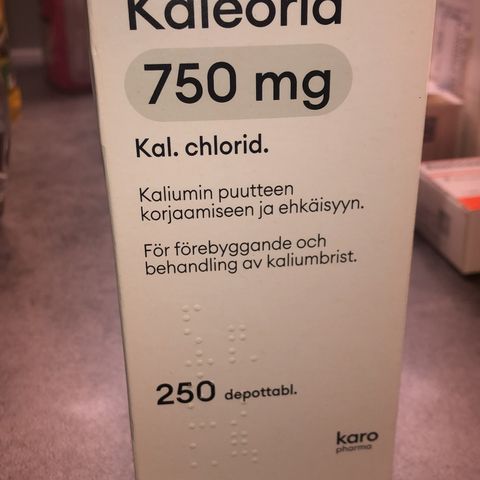 Kaleorid
750 mg
Kal. chlorid.
Kaliumin puutteen
korjaamiseen ja ehkäisyyn.
För förebyggande och
behandling av kaliumbrist.
250 depottabl.
karo
pharma